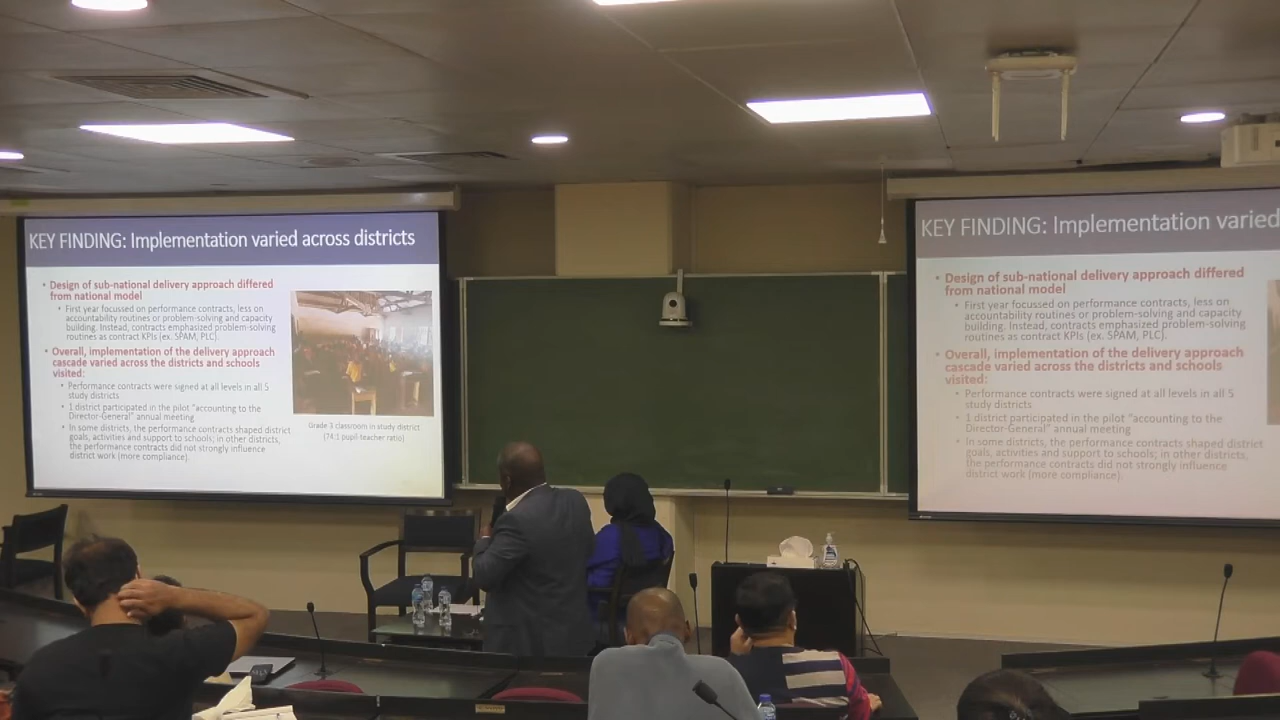 KEY FINDING: Implementation varied across districts
• Design of sub-national delivery approach differed
from national model
• First year focussed on performance contracts, less on
accountability routines or problem-solving and capacity
building. Instead, contracts emphasized problem-solving
routines as contract KPIs (ex. SPAM, PLC).
• Overall, implementation of the delivery approach
cascade varied across the districts and schools
visited:
• Performance contracts were signed at all levels in all 5
study districts
• 1 district participated in the pilot "accounting to the
Director-General" annual meeting
• In some districts, the performance contracts shaped district
goals, activities and support to schools; in other districts,
the performance contracts did not strongly influence
district work (more compliance).
Grade 3 classroom in study district
(74:1 pupil-teacher ratio)
KEY FINDING: Implementation varied
• Design of sub-national delivery approach differed
from national model
• First year focussed on performance contracts, less on
accountability routines or problem-solving and capacity
building. Instead, contracts emphasized problem-solving
routines as contract KPIs (ex. SPAM, PLC).
• Overall, implementation of the delivery approach
cascade varied across the districts and schools
visited:
• Performance contracts were signed at all levels in all 5
study districts
• 1 district participated in the pilot "accounting to the
Director-General" annual meeting
• In some districts, the performance contracts shaped district
goals, activities and support to schools; in other districts,
the performance contracts did not strongly influence
district work (more compliance).